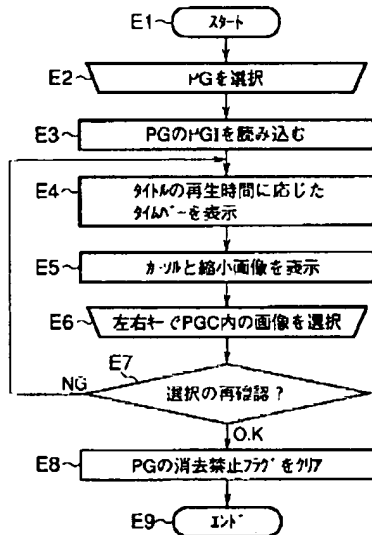 E1
スタート
E2
PGを選択
E3
PGのPGIを読み込む
E4
タイトルの再生時間に応じた
タイムバーを表示
E5
カーソルと縮小画像を表示
E6
左右キーでPGC内の画像を選択
E7
選択の再確認？
NG
O.K
E8
PGの消去禁止フラグをクリア
E9
エンド